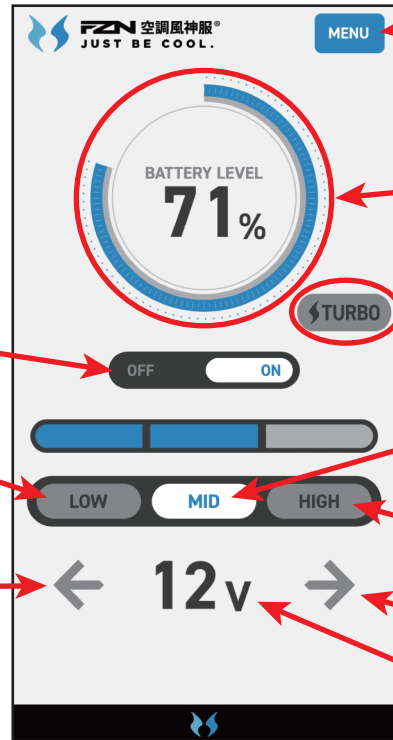 FZN 空調風神服®
JUST BE COOL.
MENU
BATTERY LEVEL
71%
TURBO
OFF ON
LOW MID HIGH
12V